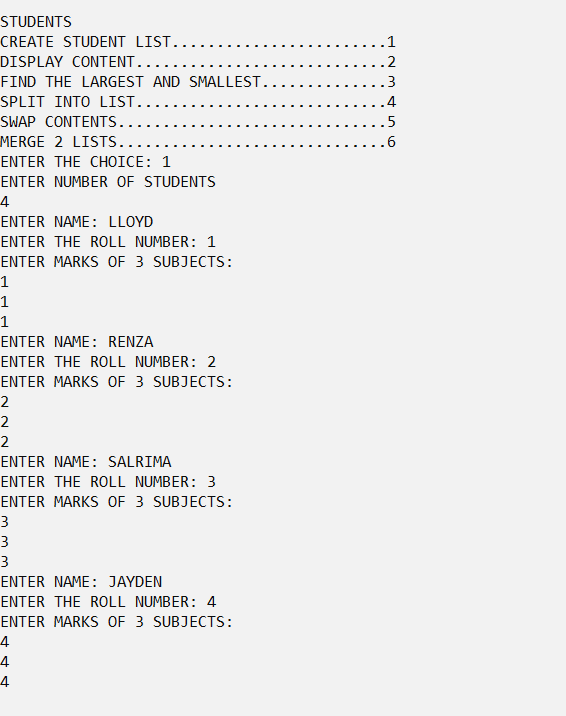 STUDENTS
CREATE STUDENT LIST........................1
DISPLAY CONTENT............................2
FIND THE LARGEST AND SMALLEST..............3
SPLIT INTO LIST............................4
SWAP CONTENTS..............................5
MERGE 2 LISTS..............................6
ENTER THE CHOICE: 1
ENTER NUMBER OF STUDENTS
4
ENTER NAME: LLOYD
ENTER THE ROLL NUMBER: 1
ENTER MARKS OF 3 SUBJECTS:
1
1
1
ENTER NAME: RENZA
ENTER THE ROLL NUMBER: 2
ENTER MARKS OF 3 SUBJECTS:
2
2
2
ENTER NAME: SALRIMA
ENTER THE ROLL NUMBER: 3
ENTER MARKS OF 3 SUBJECTS:
3
3
3
ENTER NAME: JAYDEN
ENTER THE ROLL NUMBER: 4
ENTER MARKS OF 3 SUBJECTS:
4
4
4